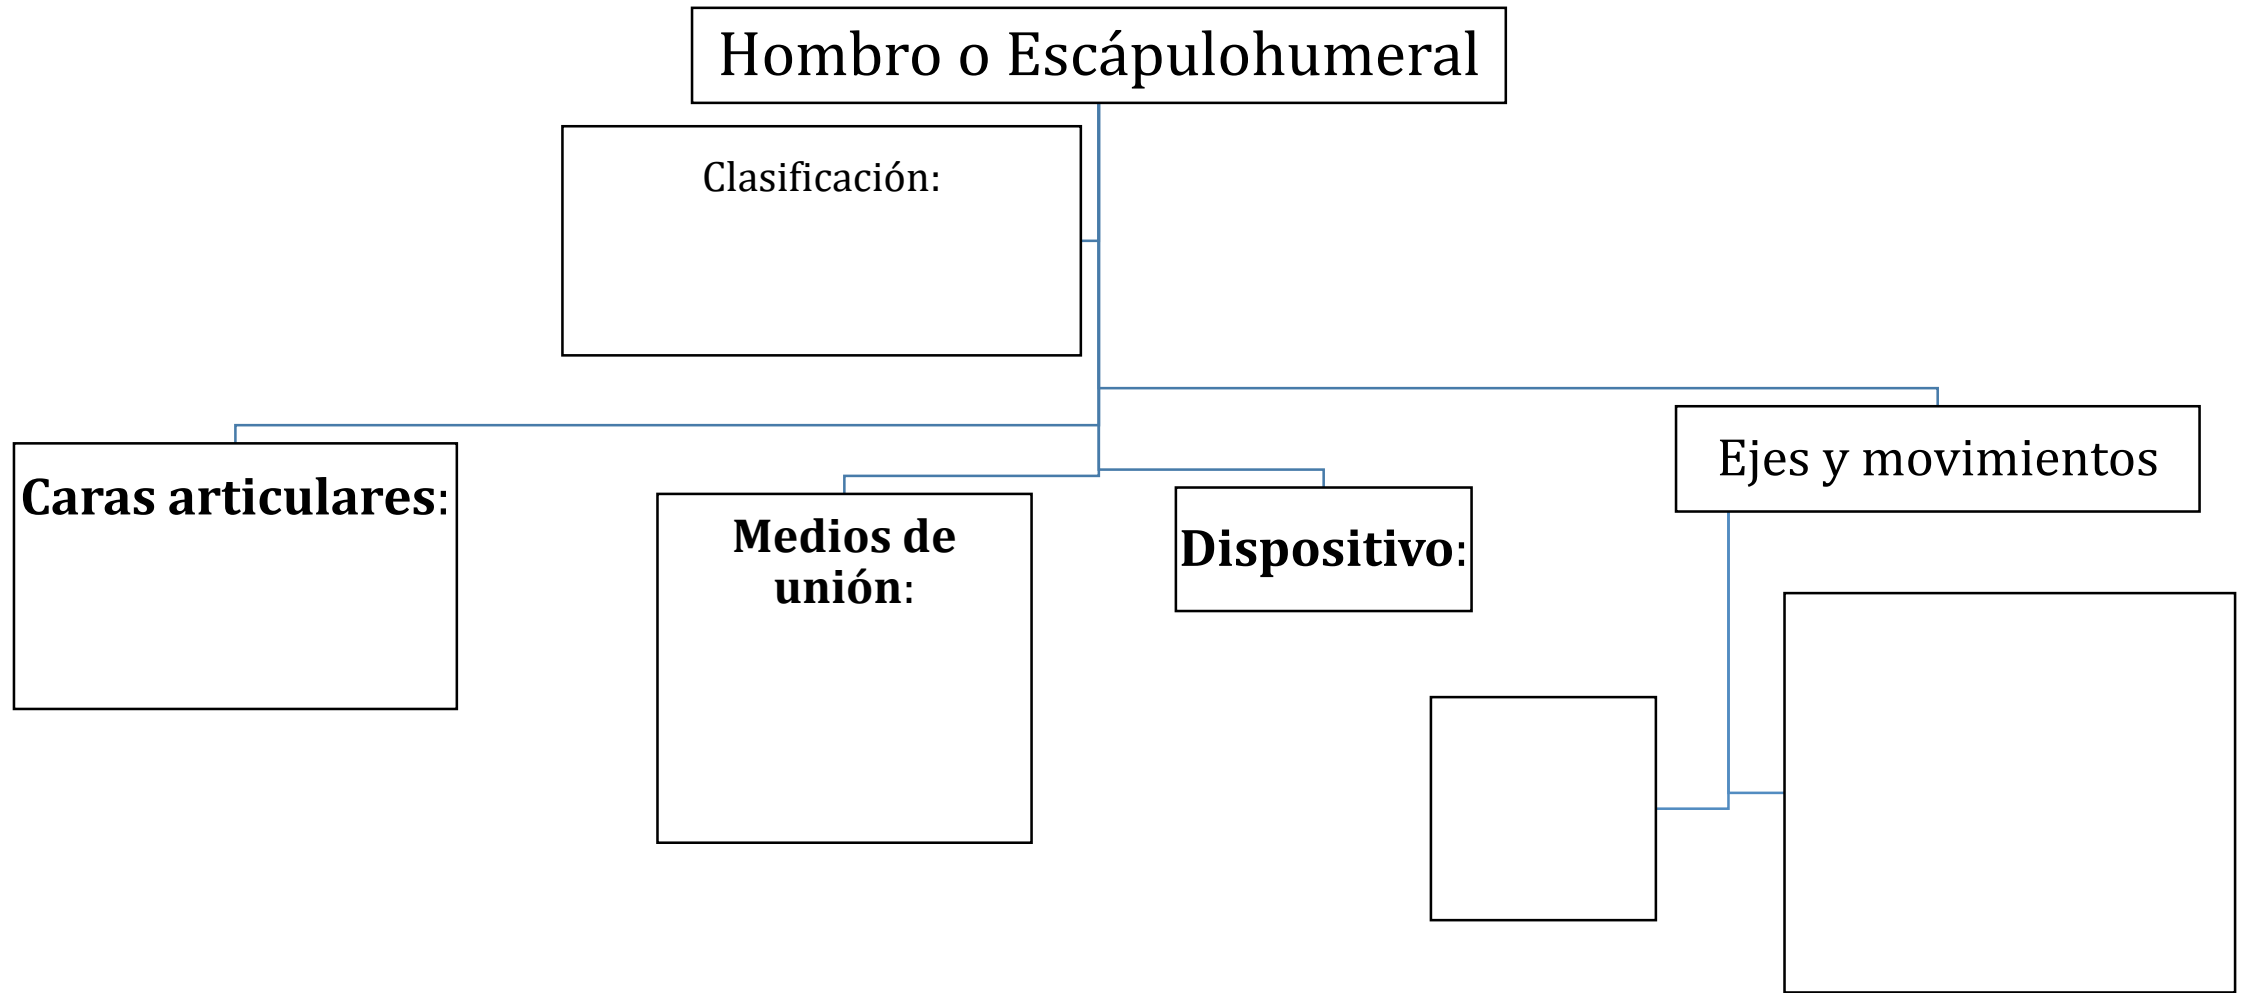 Hombro o Escápulohumeral
Clasificación:
Caras articulares:
Medios de
unión:
Dispositivo:
Ejes y movimientos